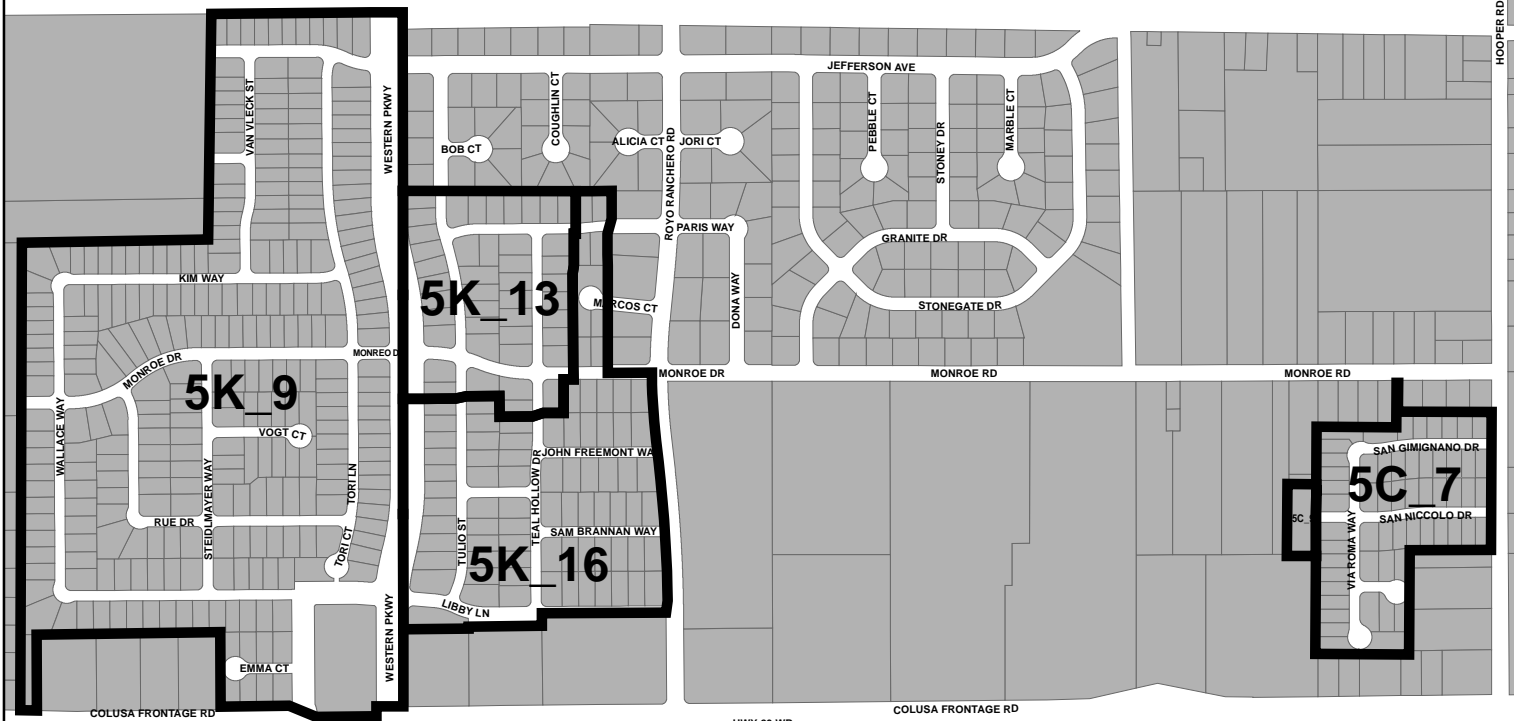 HOOPER RD
JEFFERSON AVE
VAN VLECK ST
WESTERN PKWY
COUGHLIN CT
PEBBLE CT
MARBLE CT
STONEY DR
BOB CT
ALICIA CT
JORI CT
ROYO RANCHERO RD
PARIS WAY
GRANITE DR
KIM WAY
5K_13
MARCOS CT
DONA WAY
STONEGATE DR
MONROE DR
MONREO D
MONROE DR
MONROE RD
MONROE RD
5K_9
WALLACE WAY
VOGT CT
STEIDLMAYER WAY
TORI LN
JOHN FREEMONT WA
TEAL HOLLOW DR
SAN GIMIGNANO DR
5C_7
SAN NICCOLO DR
VIA ROMA WAY
RUE DR
TORI CT
TULIO ST
SAM BRANNAN WAY
5K_16
LIBBY LN
WESTERN PKWY
EMMA CT
COLUSA FRONTAGE RD
COLUSA FRONTAGE RD